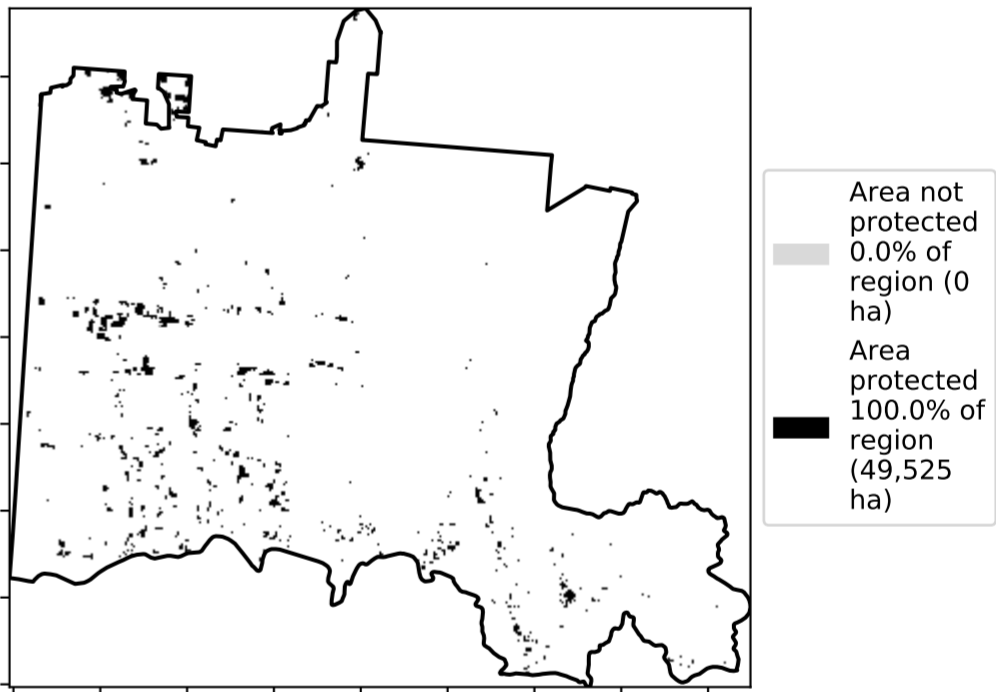 Area not
protected
0.0% of
region (0
ha)
Area
protected
100.0% of
region
(49,525
ha)